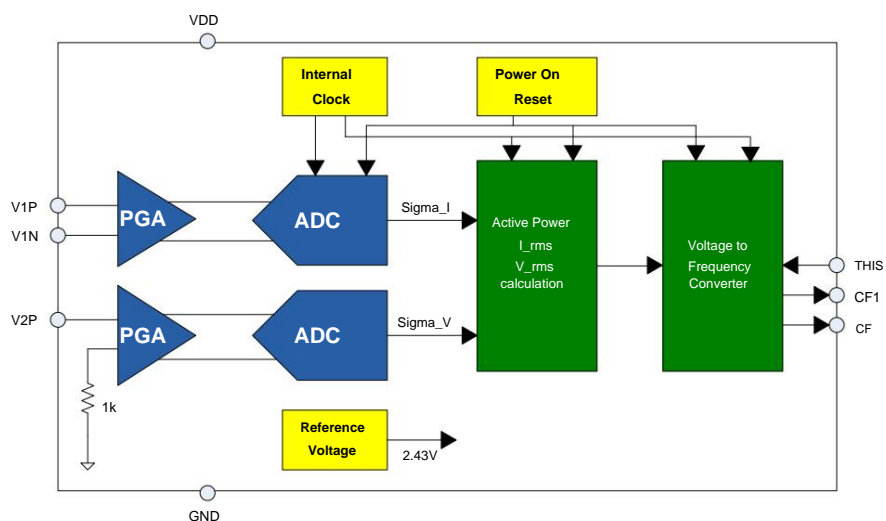 VDD
Internal
Clock
Power On
Reset
V1P
V1N
PGA
ADC
Sigma_I
Active Power
I_rms
V_rms
calculation
Voltage to
Frequency
Converter
THIS
CF1
CF
V2P
PGA
ADC
Sigma_V
1k
Reference
Voltage
2.43V
GND